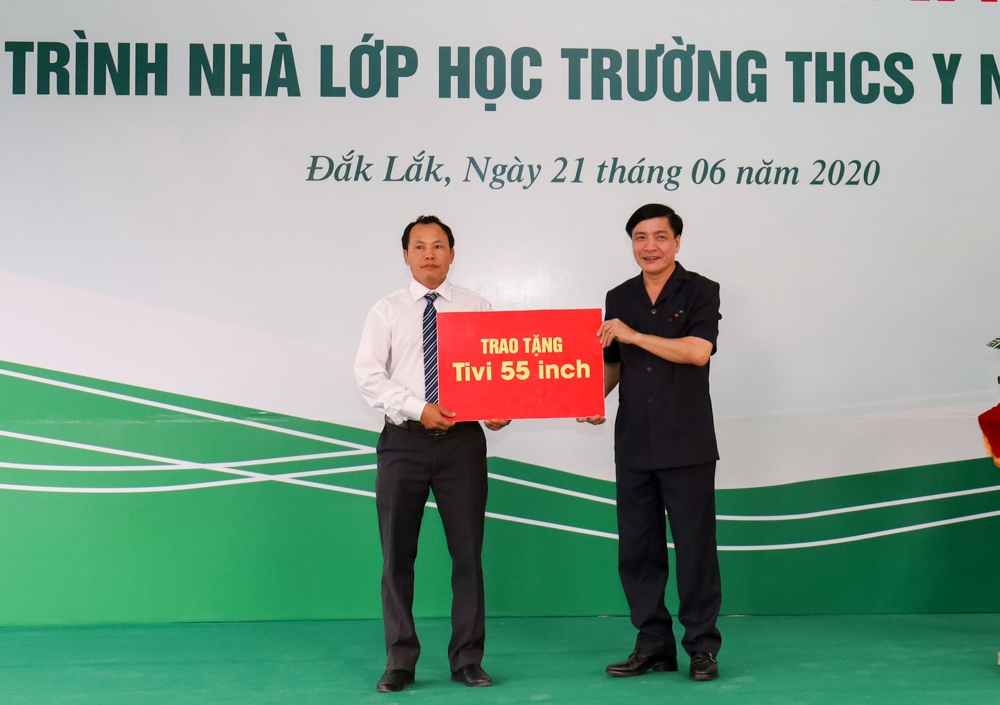 TRÌNH NHÀ LỚP HỌC TRƯỜNG THCS Y
Đắk Lắk, Ngày 21 tháng 06 năm 2020
TRAO TẶNG
Tivi 55 inch